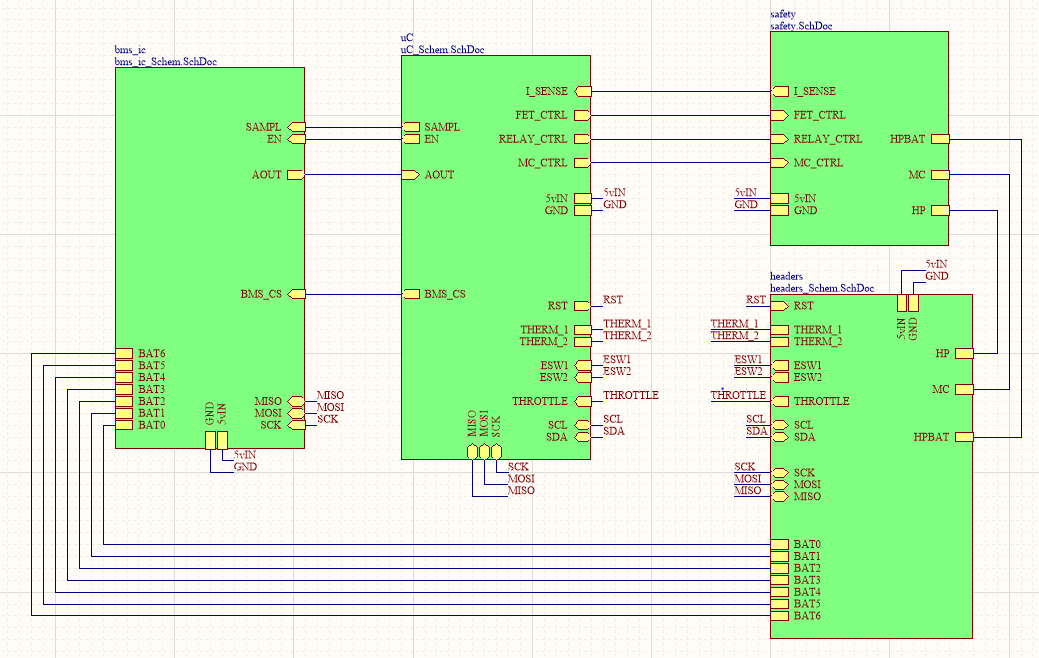 bms_ic
bms_ic_Schem.SchDoc
SAMPL
EN
AOUT
BMS_CS
BAT6
BAT5
BAT4
BAT3
BAT2
BAT1
BAT0
GND
5vIN
MISO
MOSI
SCK
MISO
MOSI
SCK
5vIN
GND
uC
uC_Schem.SchDoc
SAMPL
EN
AOUT
BMS_CS
I_SENSE
FET_CTRL
RELAY_CTRL
MC_CTRL
5vIN
GND
5vIN
GND
RST
RST
THERM_1
THERM_2
THERM_1
THERM_2
ESW1
ESW2
ESW1
ESW2
THROTTLE
THROTTLE
SCL
SDA
SCL
SDA
MISO
MOSI
SCK
SCK
MOSI
MISO
safety
safety.SchDoc
I_SENSE
FET_CTRL
RELAY_CTRL
MC_CTRL
5vIN
GND
5vIN
GND
HPBAT
MC
HP
headers
headers_Schem.SchDoc
5vIN
GND
5vIN
GND
RST
RST
THERM_1
THERM_2
THERM_1
THERM_2
ESW1
ESW2
ESW1
ESW2
THROTTLE
THROTTLE
SCL
SDA
SCL
SDA
SCK
MOSI
MISO
SCK
MOSI
MISO
HP
MC
HPBAT
BAT0
BAT1
BAT2
BAT3
BAT4
BAT5
BAT6